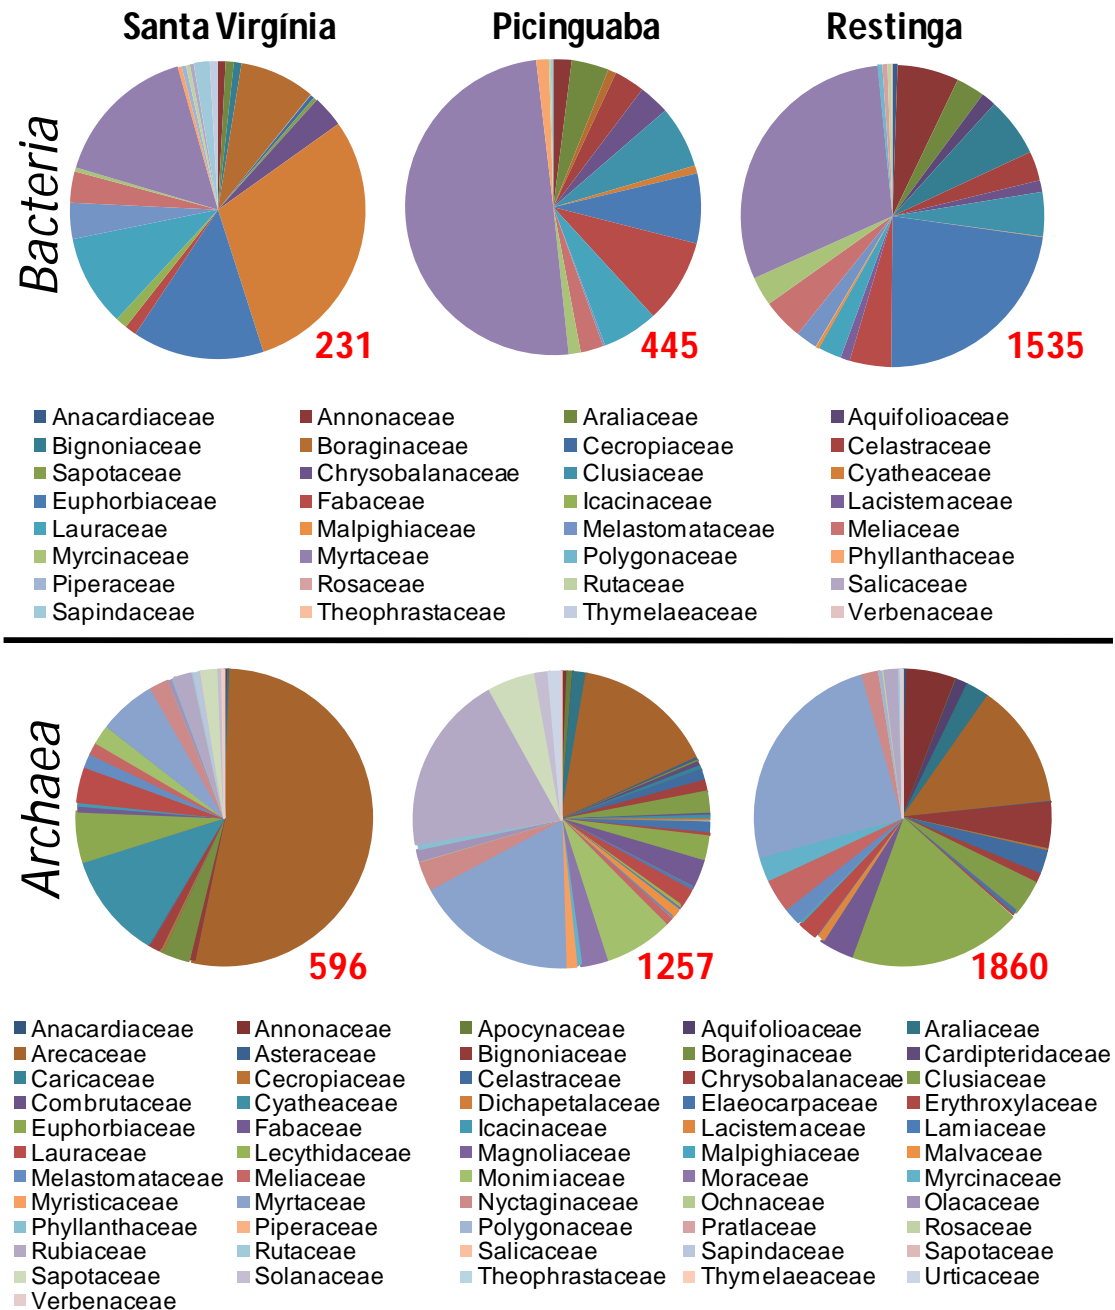 Santa Virgínia Picinguaba Restinga
Bacteria
231 445 1535
Anacardiaceae Annonaceae Araliaceae Aquifolioaceae
Bignoniaceae Boraginaceae Cecropiaceae Celastraceae
Sapotaceae Chrysobalanaceae Clusiaceae Cyatheaceae
Euphorbiaceae Fabaceae Icacinaceae Lacistemaceae
Lauraceae Malpighiaceae Melastomataceae Meliaceae
Myrcinaceae Myrtaceae Polygonaceae Phyllanthaceae
Piperaceae Rosaceae Rutaceae Salicaceae
Sapindaceae Theophrastaceae Thymelaeaceae Verbenaceae
Archaea
596 1257 1860
Anacardiaceae Annonaceae Apocynaceae Aquifolioaceae Araliaceae
Arecaceae Asteraceae Bignoniaceae Boraginaceae Cardipteridaceae
Caricaceae Cecropiaceae Celastraceae Chrysobalanaceae Clusiaceae
Combrutaceae Cyatheaceae Dichapetalaceae Elaeocarpaceae Erythroxylaceae
Euphorbiaceae Fabaceae Icacinaceae Lacistemaceae Lamiaceae
Lauraceae Lecythidaceae Magnoliaceae Malpighiaceae Malvaceae
Melastomataceae Meliaceae Monimiaceae Moraceae Myrcinaceae
Myristicaceae Myrtaceae Nyctaginaceae Ochnaceae Olacaceae
Phyllanthaceae Piperaceae Polygonaceae Pratlaceae Rosaceae
Rubiaceae Rutaceae Salicaceae Sapindaceae Sapotaceae
Sapotaceae Solanaceae Theophrastaceae Thymelaeaceae Urticaceae
Verbenaceae